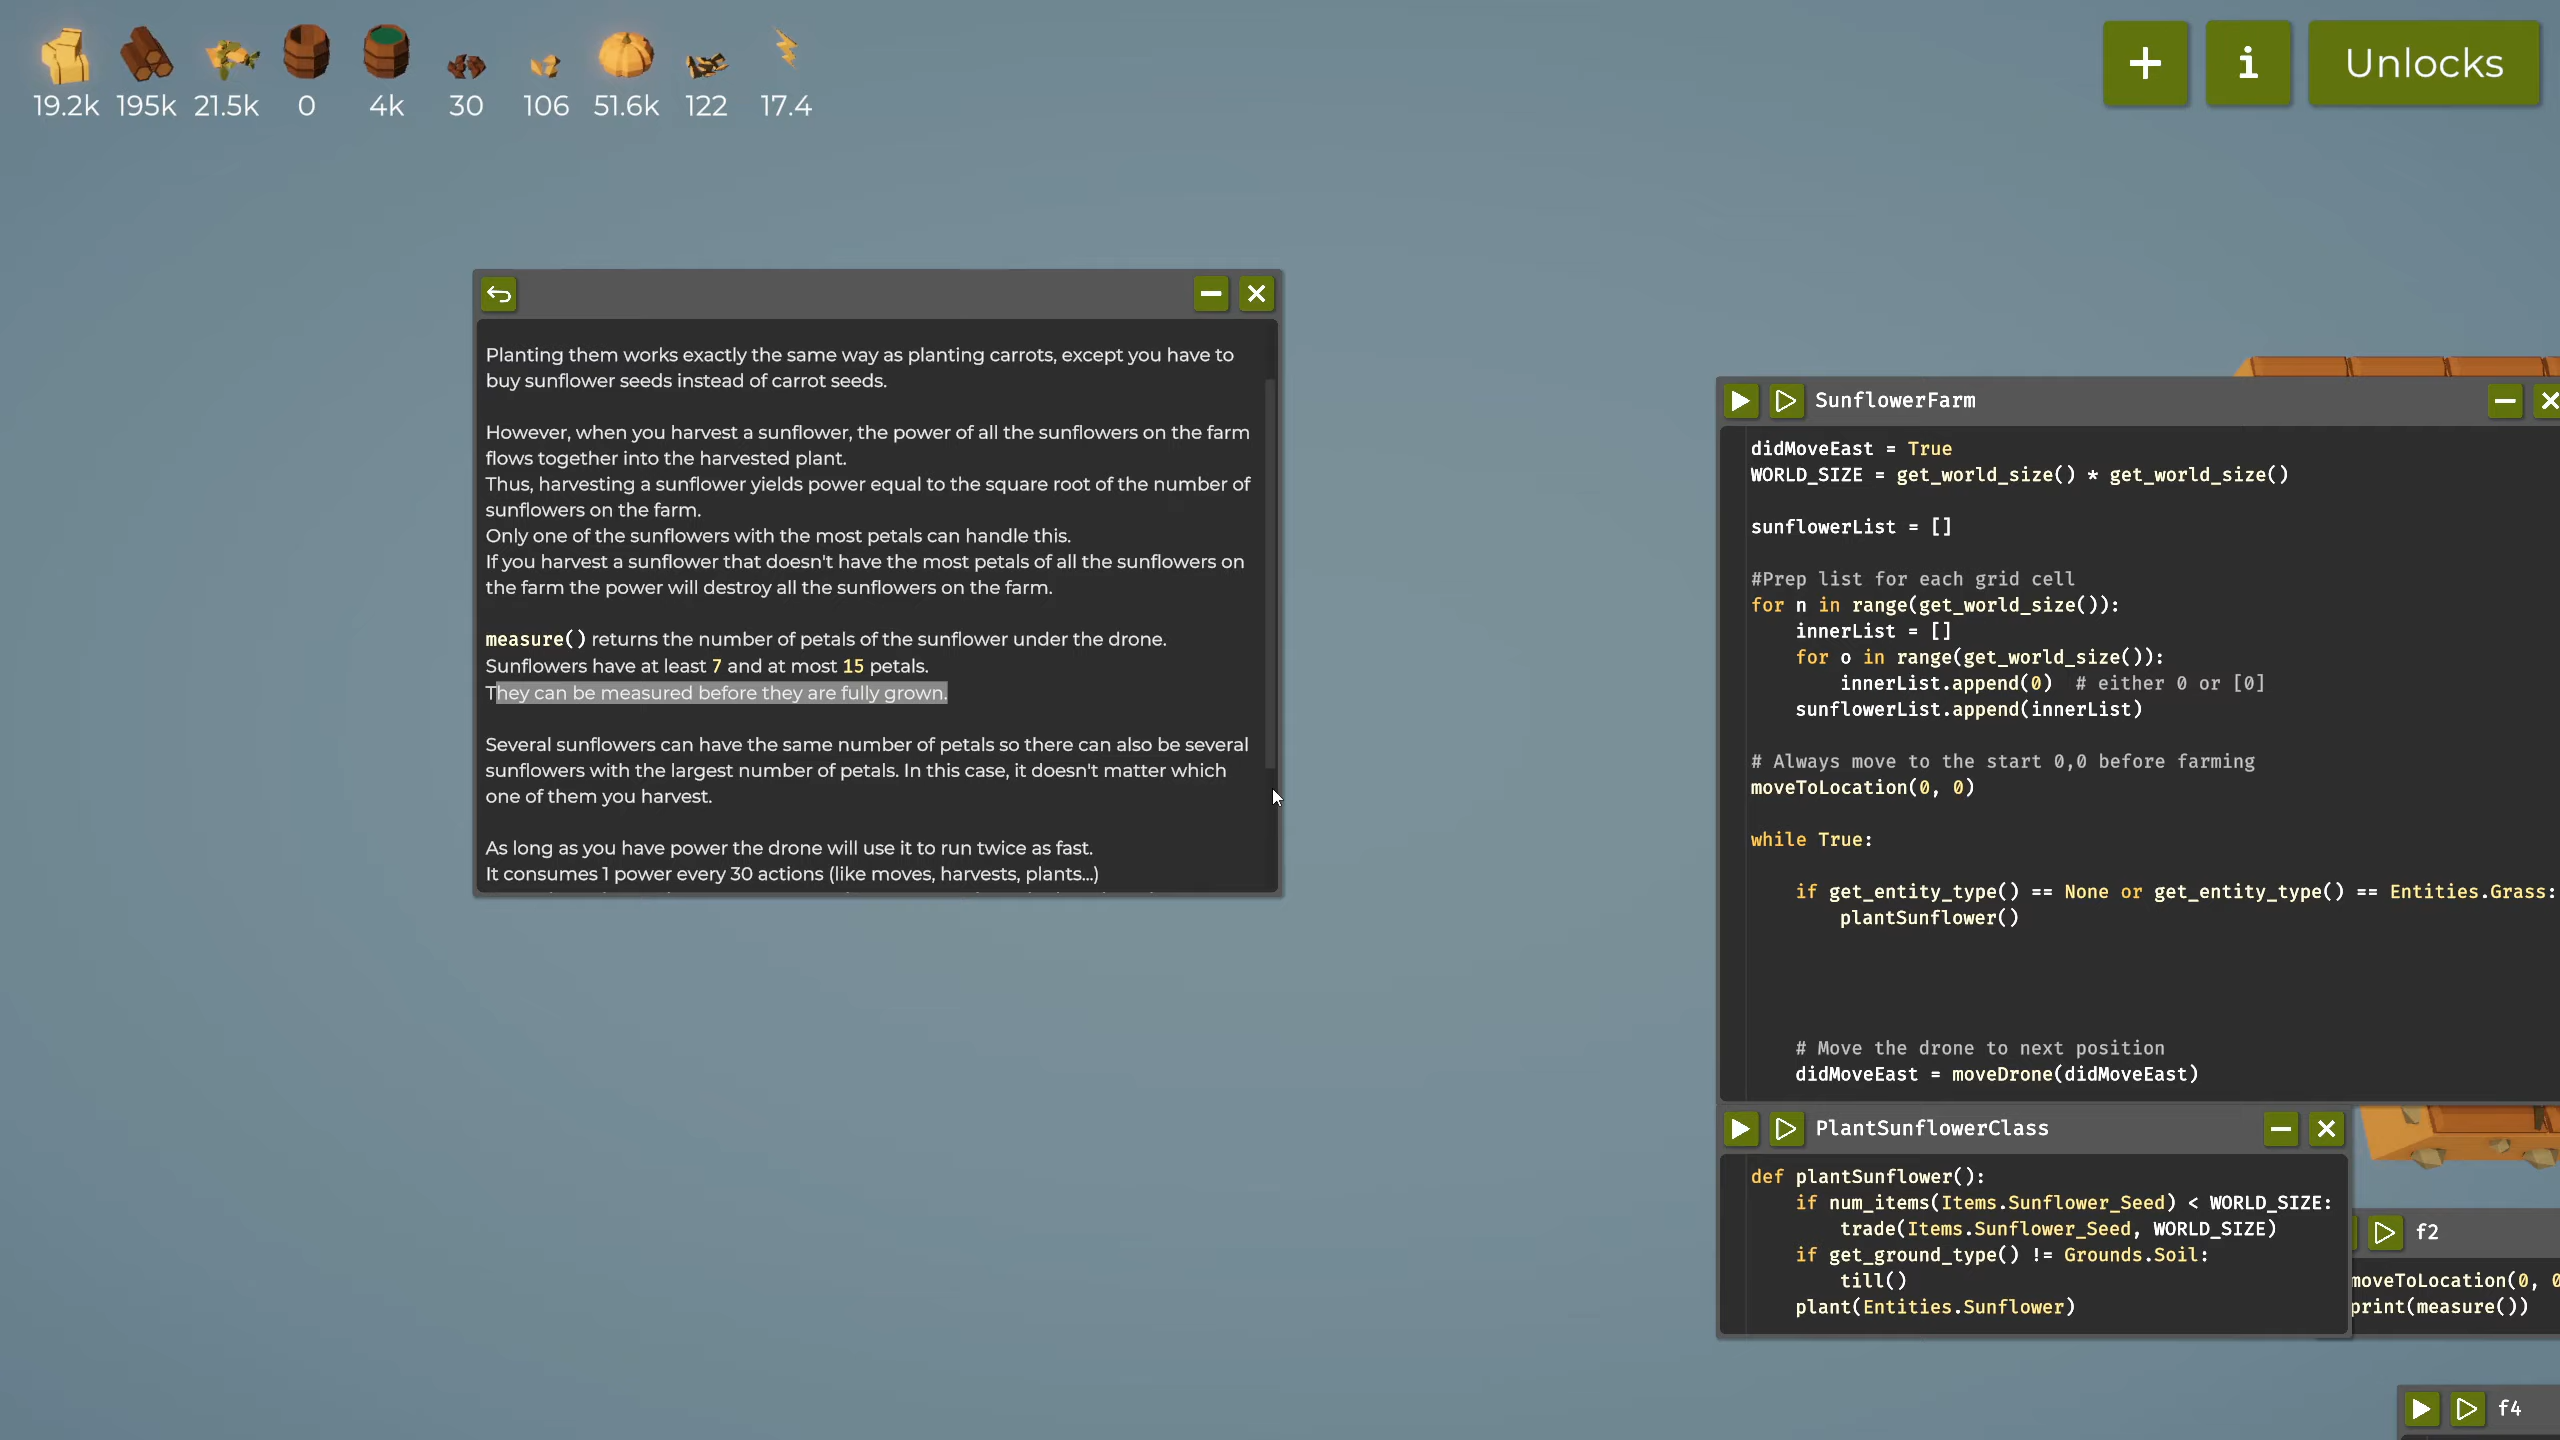 19.2k 195k 21.5k 0 4k 30 106 51.6k 122 17.4
+ i Unlocks
Planting them works exactly the same way as planting carrots, except you have to
buy sunflower seeds instead of carrot seeds.
However, when you harvest a sunflower, the power of all the sunflowers on the farm
flows together into the harvested plant.
Thus, harvesting a sunflower yields power equal to the square root of the number of
sunflowers on the farm.
Only one of the sunflowers with the most petals can handle this.
If you harvest a sunflower that doesn't have the most petals of all the sunflowers on
the farm the power will destroy all the sunflowers on the farm.
measure() returns the number of petals of the sunflower under the drone.
Sunflowers have at least 7 and at most 15 petals.
They can be measured before they are fully grown.
Several sunflowers can have the same number of petals so there can also be several
sunflowers with the largest number of petals. In this case, it doesn't matter which
one of them you harvest.
As long as you have power the drone will use it to run twice as fast.
It consumes 1 power every 30 actions (like moves, harvests, plants...)
SunflowerFarm
didMoveEast = True
WORLD_SIZE = get_world_size() * get_world_size()
sunflowerList = []
#Prep list for each grid cell
for n in range(get_world_size()):
    innerList = []
    for o in range(get_world_size()):
        innerList.append(0)  # either 0 or [0]
    sunflowerList.append(innerList)
# Always move to the start 0,0 before farming
moveToLocation(0, 0)
while True:
    if get_entity_type() == None or get_entity_type() == Entities.Grass:
        plantSunflower()
    # Move the drone to next position
    didMoveEast = moveDrone(didMoveEast)
PlantSunflowerClass
def plantSunflower():
    if num_items(Items.Sunflower_Seed) < WORLD_SIZE:
        trade(Items.Sunflower_Seed, WORLD_SIZE)
    if get_ground_type() != Grounds.Soil:
        till()
    plant(Entities.Sunflower)
f2
moveToLocation(0, 0
print(measure())
f4